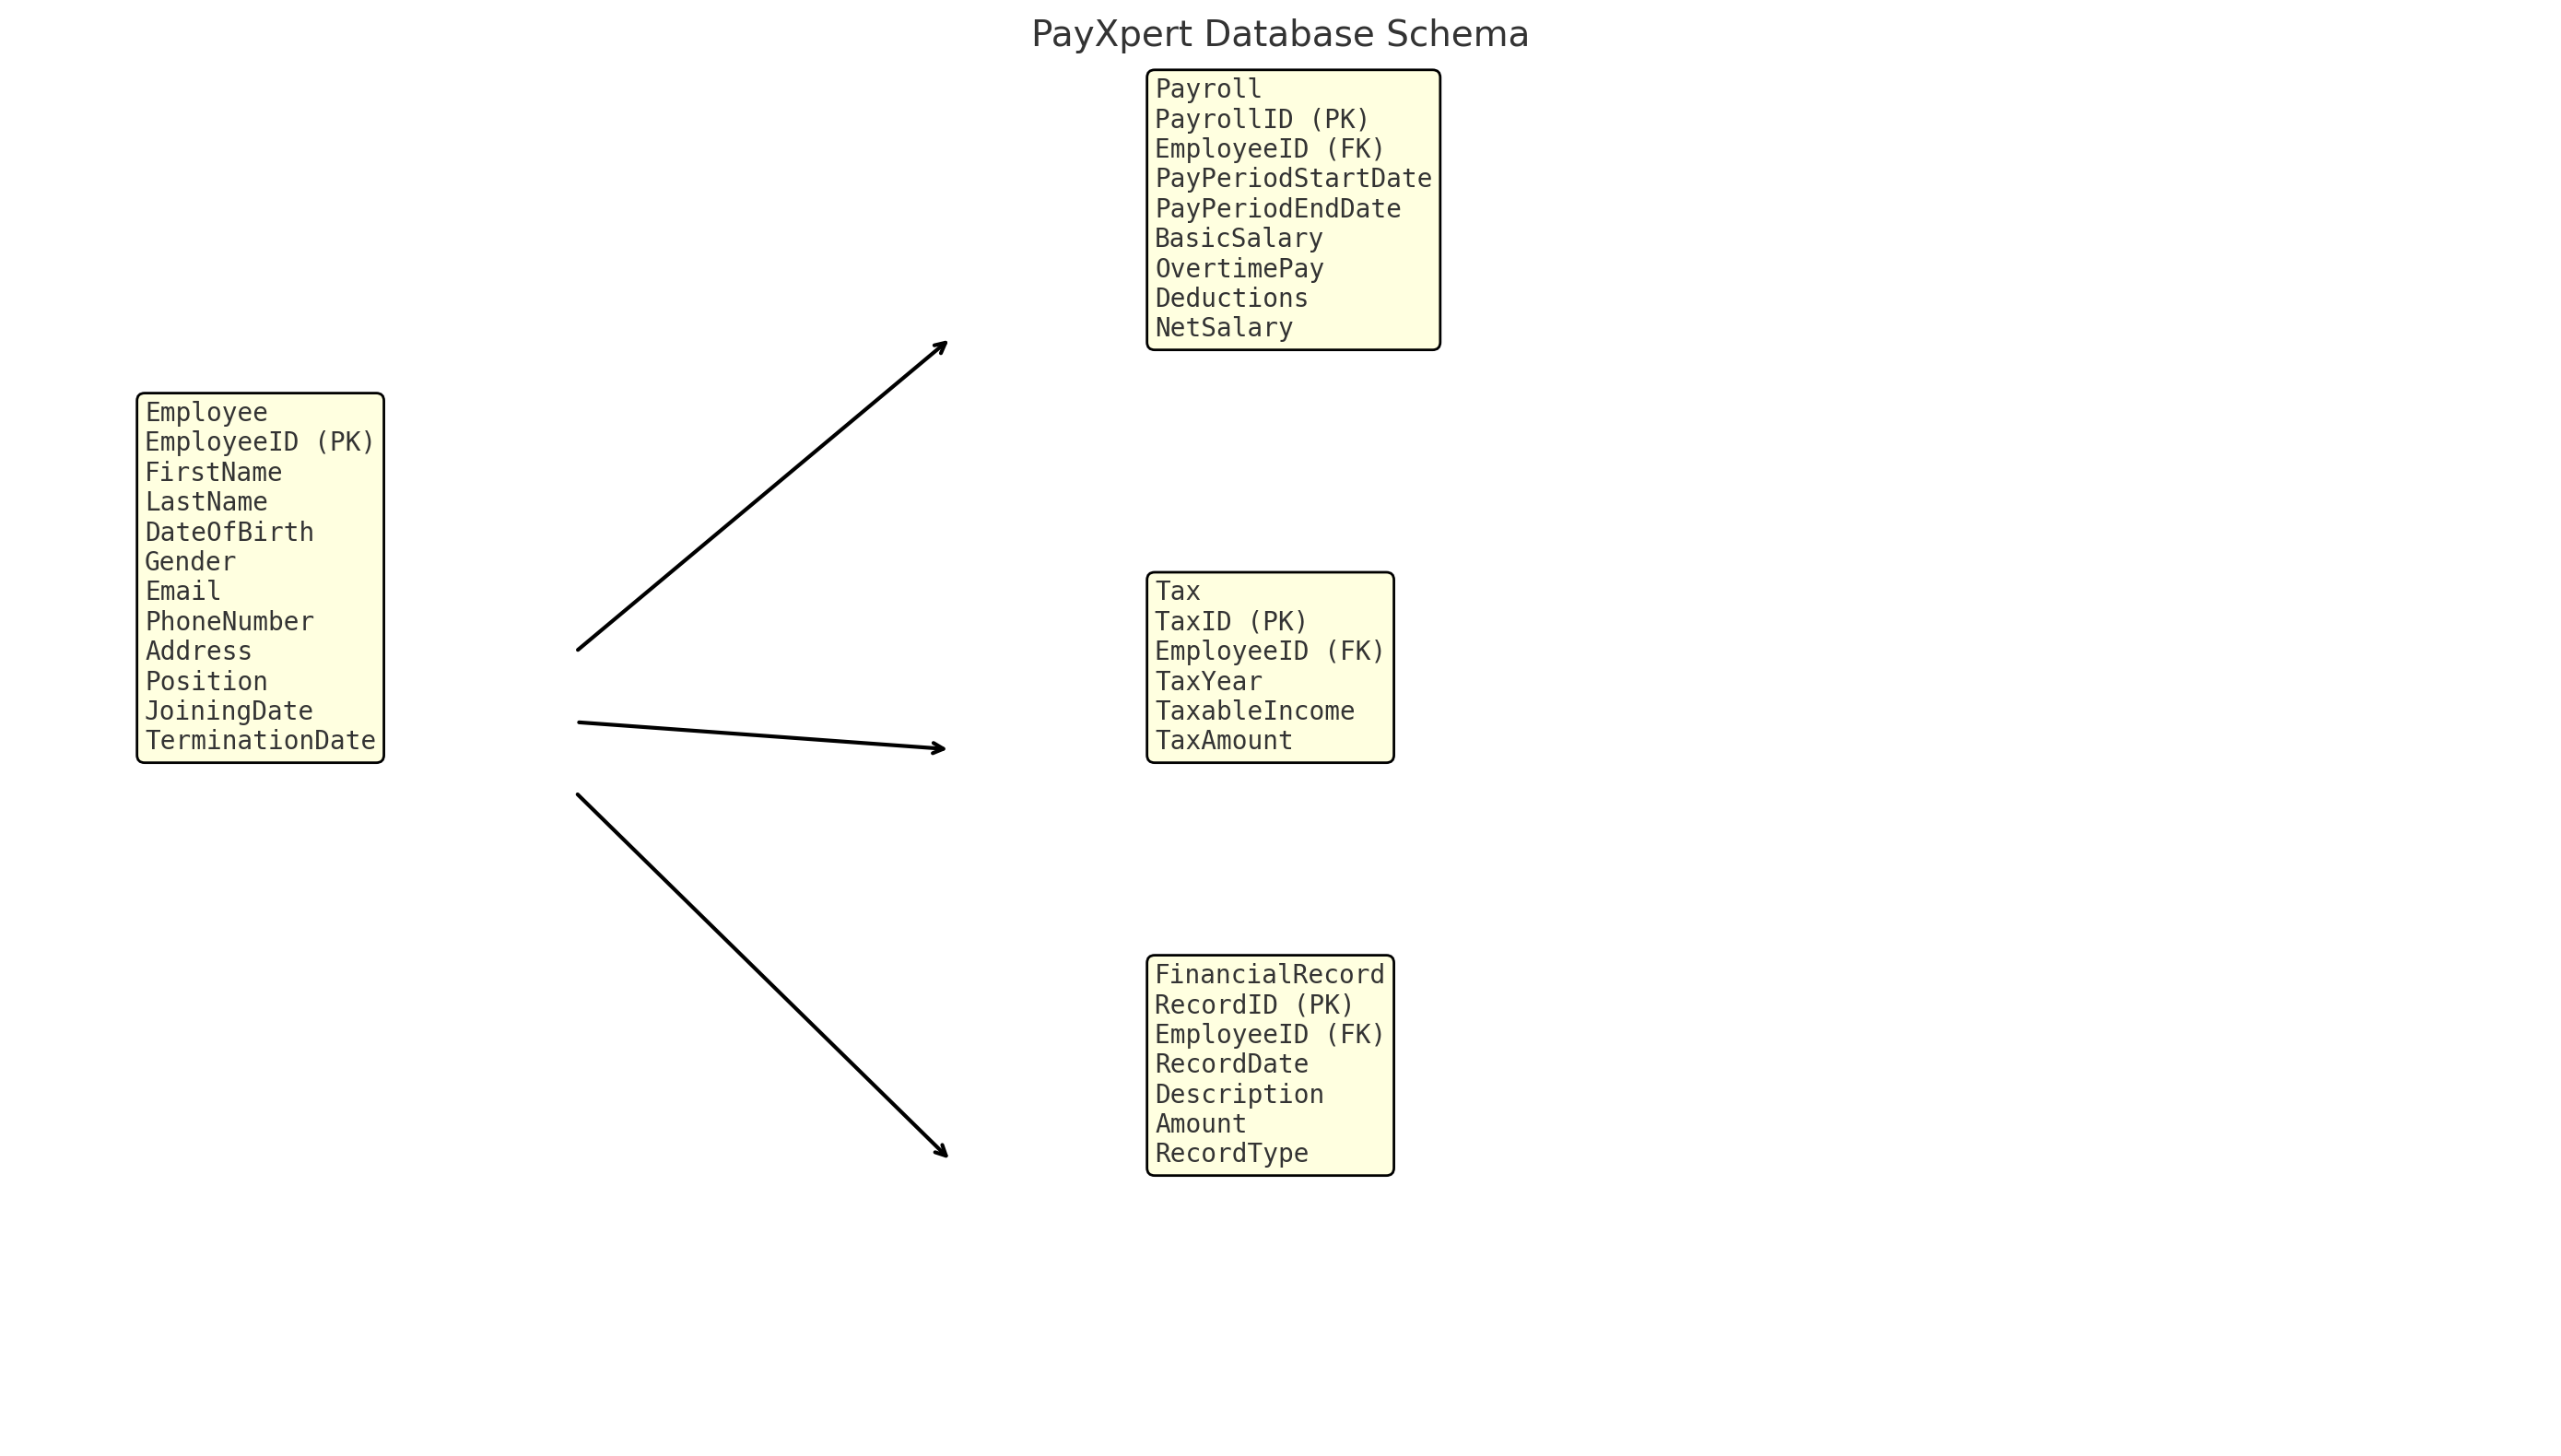 PayXpert Database Schema
Employee
EmployeeID (PK)
FirstName
LastName
DateOfBirth
Gender
Email
PhoneNumber
Address
Position
JoiningDate
TerminationDate
Payroll
PayrollID (PK)
EmployeeID (FK)
PayPeriodStartDate
PayPeriodEndDate
BasicSalary
OvertimePay
Deductions
NetSalary
Tax
TaxID (PK)
EmployeeID (FK)
TaxYear
TaxableIncome
TaxAmount
FinancialRecord
RecordID (PK)
EmployeeID (FK)
RecordDate
Description
Amount
RecordType